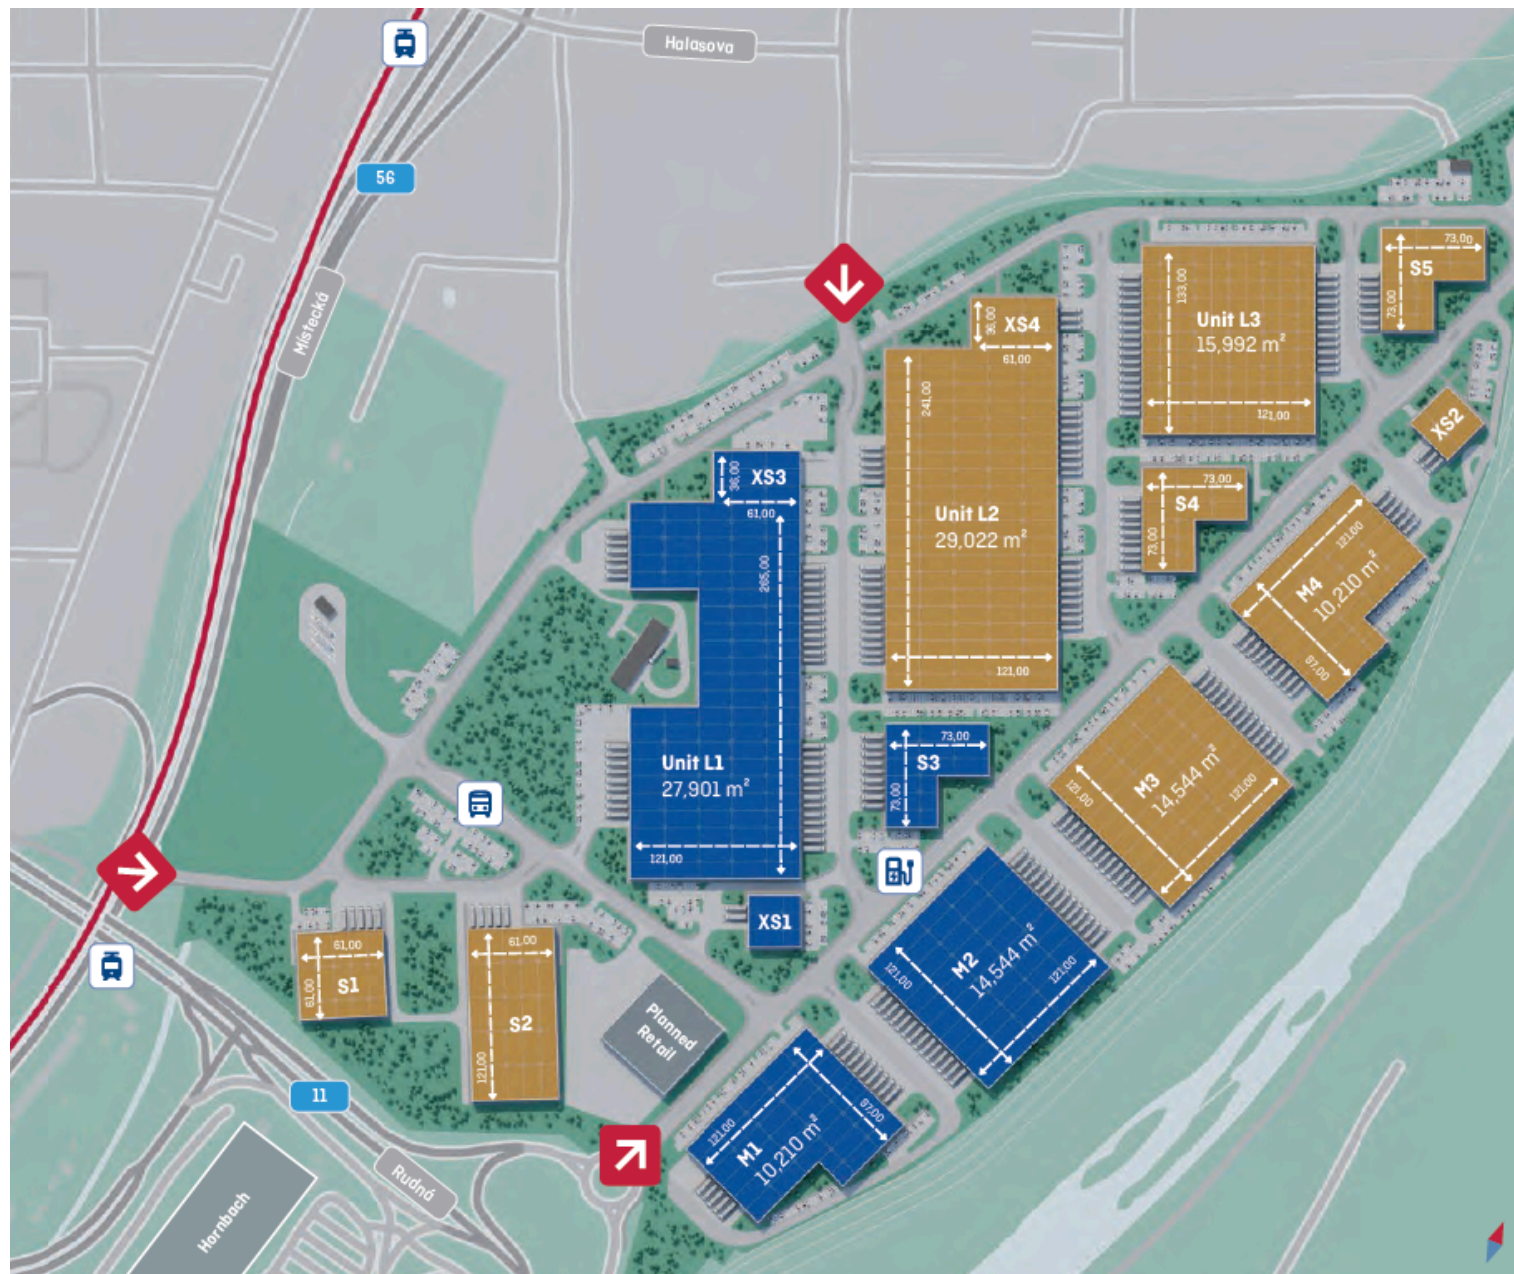 Halasova
56
Místecká
XS4
36,00
61,00
241,00
Unit L2
29,022 m²
121,00
133,00
Unit L3
15,992 m²
121,00
73,00
S5
73,00
XS2
73,00
S4
73,00
121,00
M4
10,210 m²
97,00
XS3
36,00
61,00
265,00
Unit L1
27,901 m²
121,00
73,00
S3
73,00
M3
14,544 m²
121,00
121,00
XS1
M2
14,544 m²
121,00
121,00
61,00
S1
61,00
61,00
S2
121,00
Planned
Retail
121,00
M1
10,210 m²
97,00
11
Rudná
Hornbach